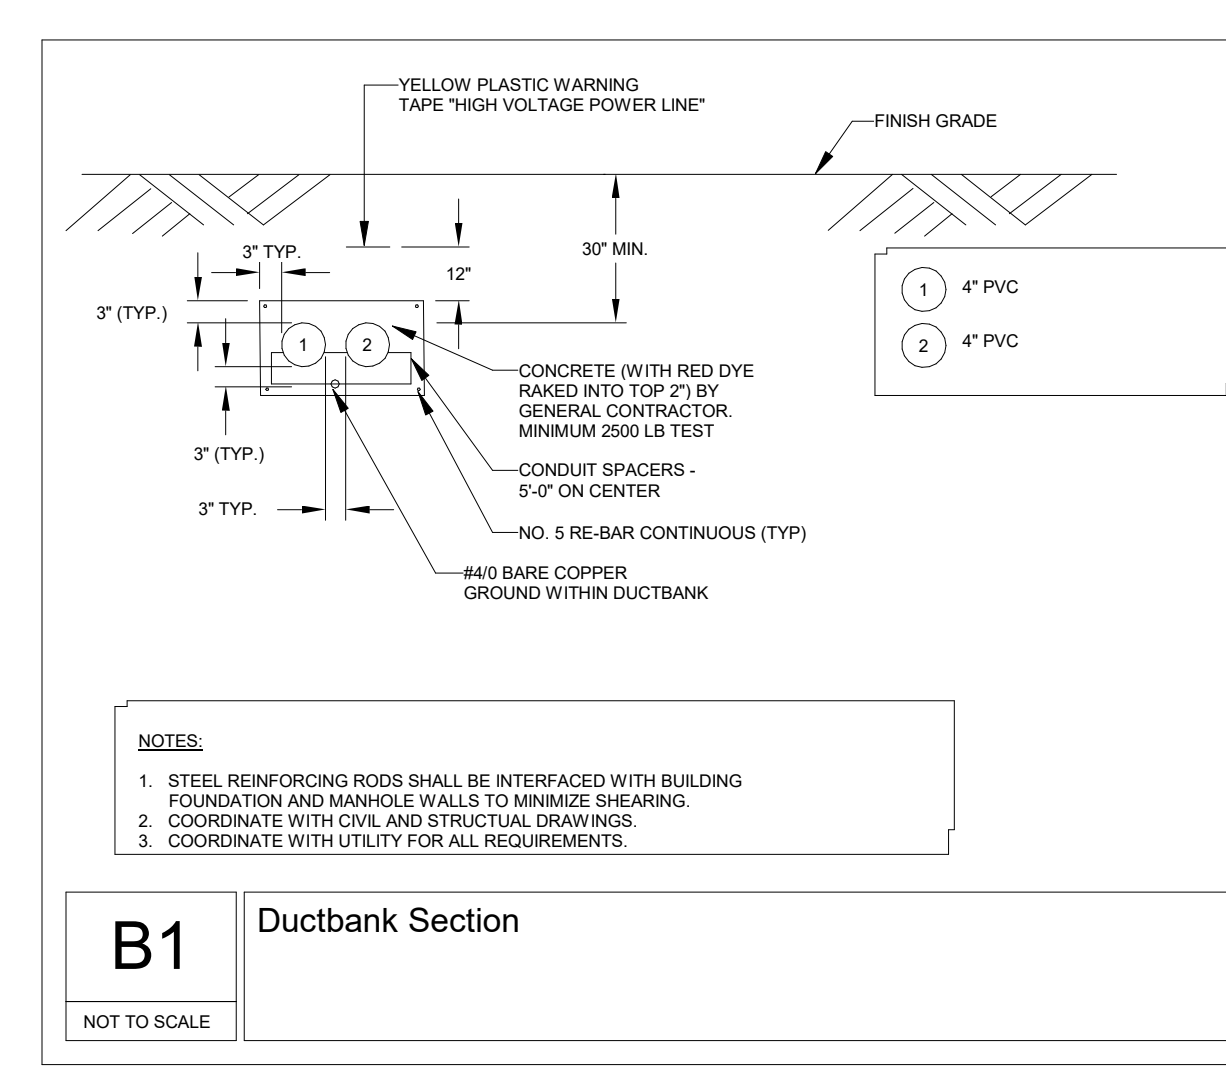 YELLOW PLASTIC WARNING
TAPE "HIGH VOLTAGE POWER LINE"
FINISH GRADE
3" TYP.
30" MIN.
12"
3" (TYP.)
1
2
1 4" PVC
2 4" PVC
CONCRETE (WITH RED DYE
RAKED INTO TOP 2") BY
GENERAL CONTRACTOR.
MINIMUM 2500 LB TEST
3" (TYP.)
CONDUIT SPACERS -
5'-0" ON CENTER
3" TYP.
NO. 5 RE-BAR CONTINUOUS (TYP)
#4/0 BARE COPPER
GROUND WITHIN DUCTBANK
NOTES:
1. STEEL REINFORCING RODS SHALL BE INTERFACED WITH BUILDING
FOUNDATION AND MANHOLE WALLS TO MINIMIZE SHEARING.
2. COORDINATE WITH CIVIL AND STRUCTUAL DRAWINGS.
3. COORDINATE WITH UTILITY FOR ALL REQUIREMENTS.
B1
Ductbank Section
NOT TO SCALE